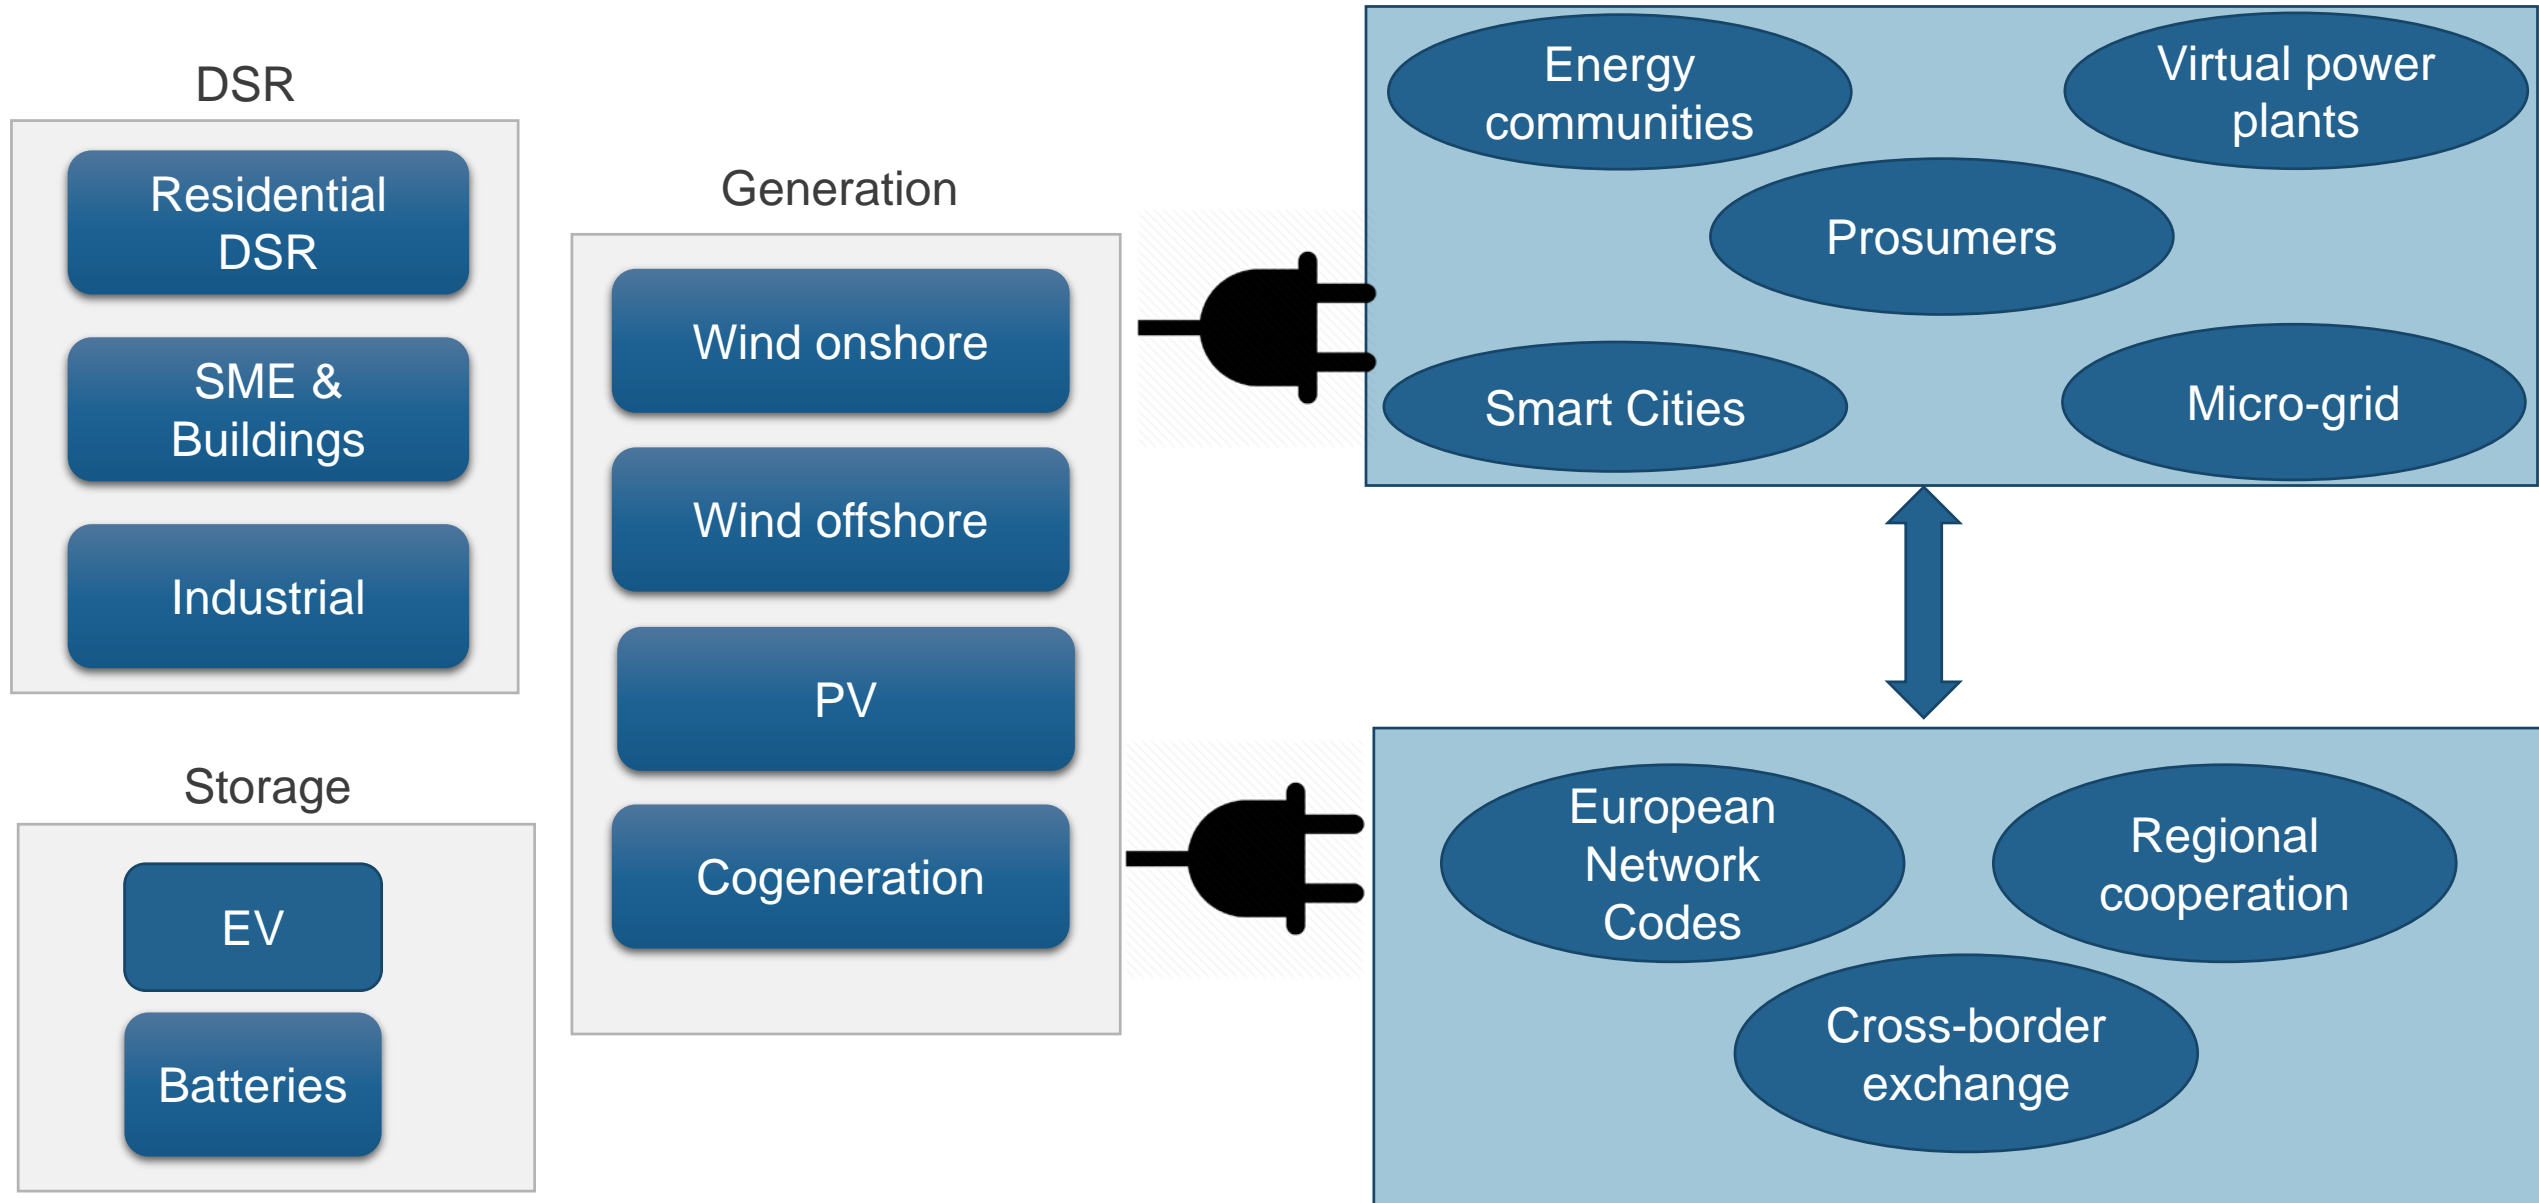 DSR
Residential
DSR
SME &
Buildings
Industrial
Storage
EV
Batteries
Generation
Wind onshore
Wind offshore
PV
Cogeneration
Energy
communities
Virtual power
plants
Prosumers
Smart Cities
Micro-grid
European
Network
Codes
Regional
cooperation
Cross-border
exchange